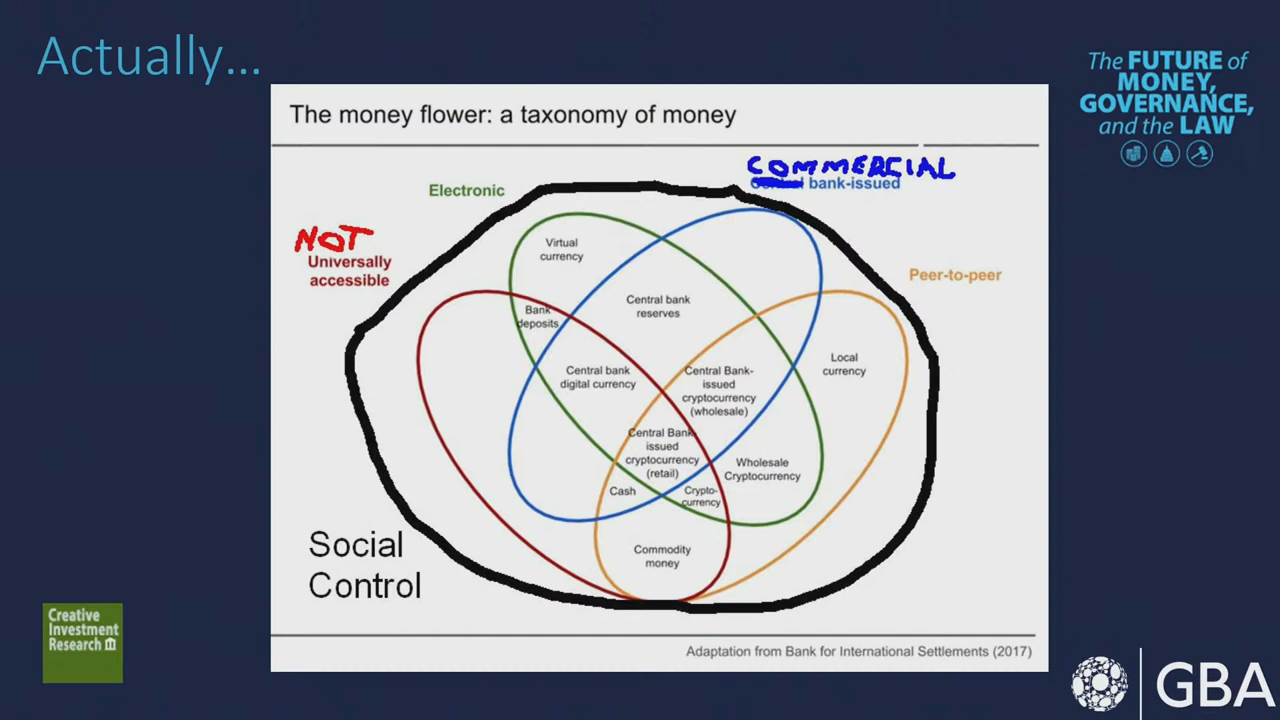 Actually...
The FUTURE of
MONEY,
GOVERNANCE,
and the LAW
The money flower: a taxonomy of money
COMMERCIAL
bank-issued
Electronic
NOT
Universally
accessible
Peer-to-peer
Virtual
currency
Central bank
reserves
Bank
deposits
Local
currency
Central bank
digital currency
Central Bank-
issued
cryptocurrency
(wholesale)
Central Bank
issued
cryptocurrency
(retail)
Wholesale
Cryptocurrency
Cash
Crypto-
currency
Commodity
money
Social
Control
Creative
Investment
Research
Adaptation from Bank for International Settlements (2017)
GBA